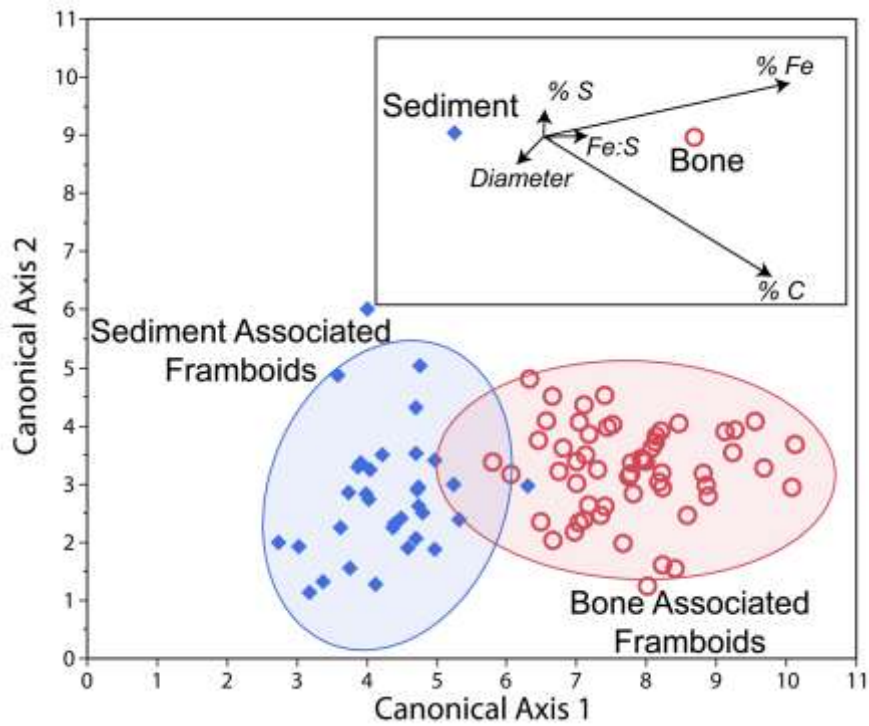 11
10
9
8
7
6
5
4
3
2
1
0
Canonical Axis 2
% Fe
% S
Sediment
Fe:S
Bone
Diameter
% C
Sediment Associated
Framboids
Bone Associated
Framboids
0 1 2 3 4 5 6 7 8 9 10 11
Canonical Axis 1